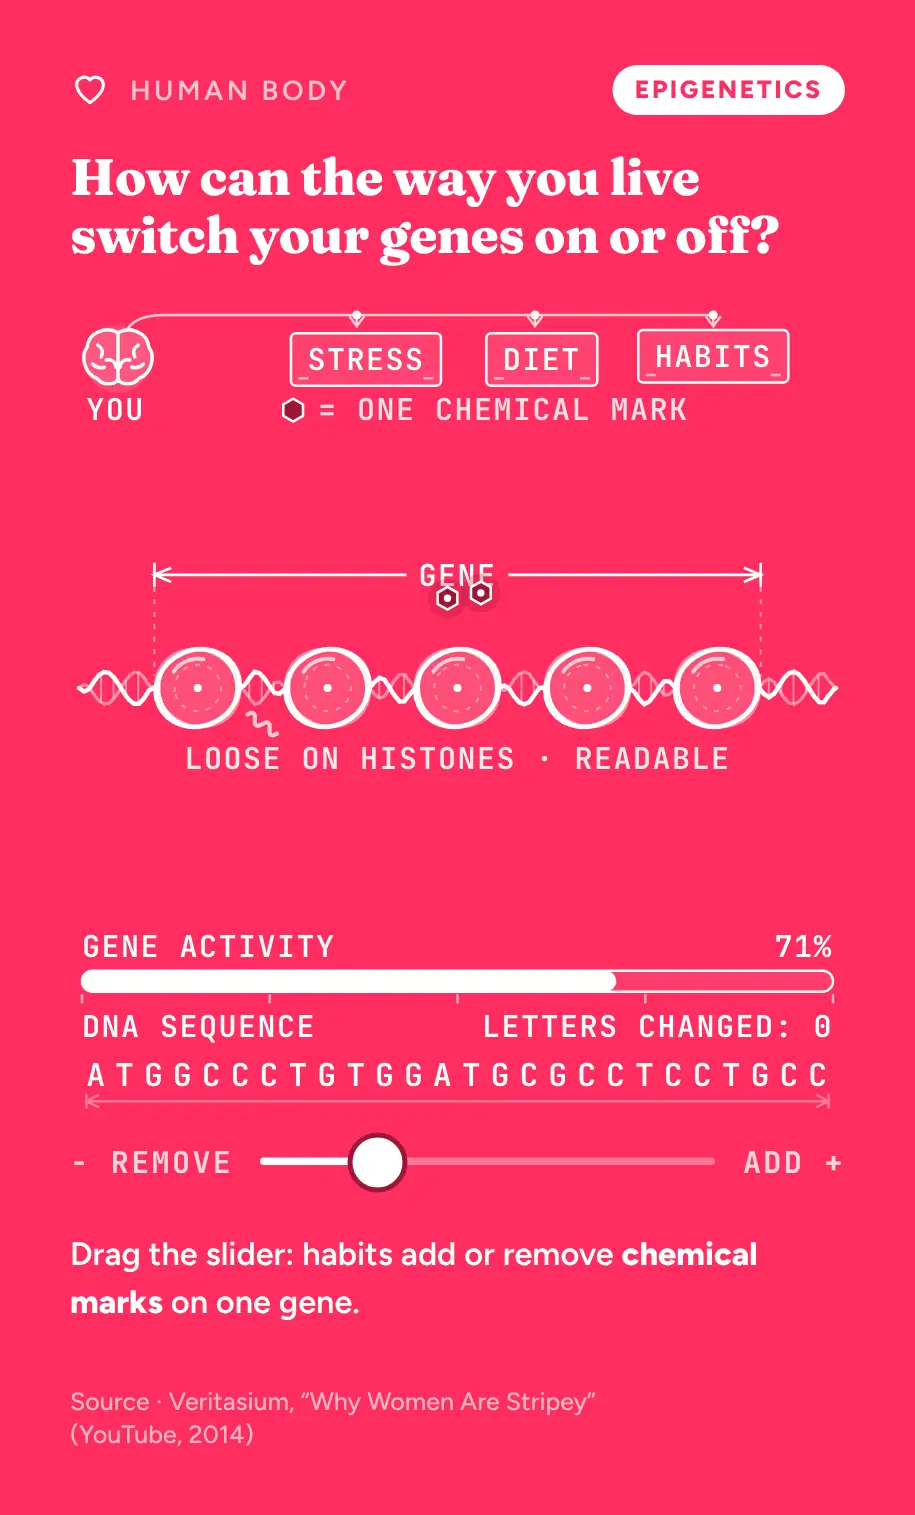 HUMAN BODY
EPIGENETICS
How can the way you live
switch your genes on or off?
STRESS
DIET
HABITS
YOU
= ONE CHEMICAL MARK
GENE
LOOSE ON HISTONES · READABLE
GENE ACTIVITY
71%
DNA SEQUENCE
LETTERS CHANGED: 0
ATGGCCCTGTGGATGCGCCTCCTGCC
- REMOVE
ADD +
Drag the slider: habits add or remove chemical
marks on one gene.
Source · Veritasium, “Why Women Are Stripey”
(YouTube, 2014)